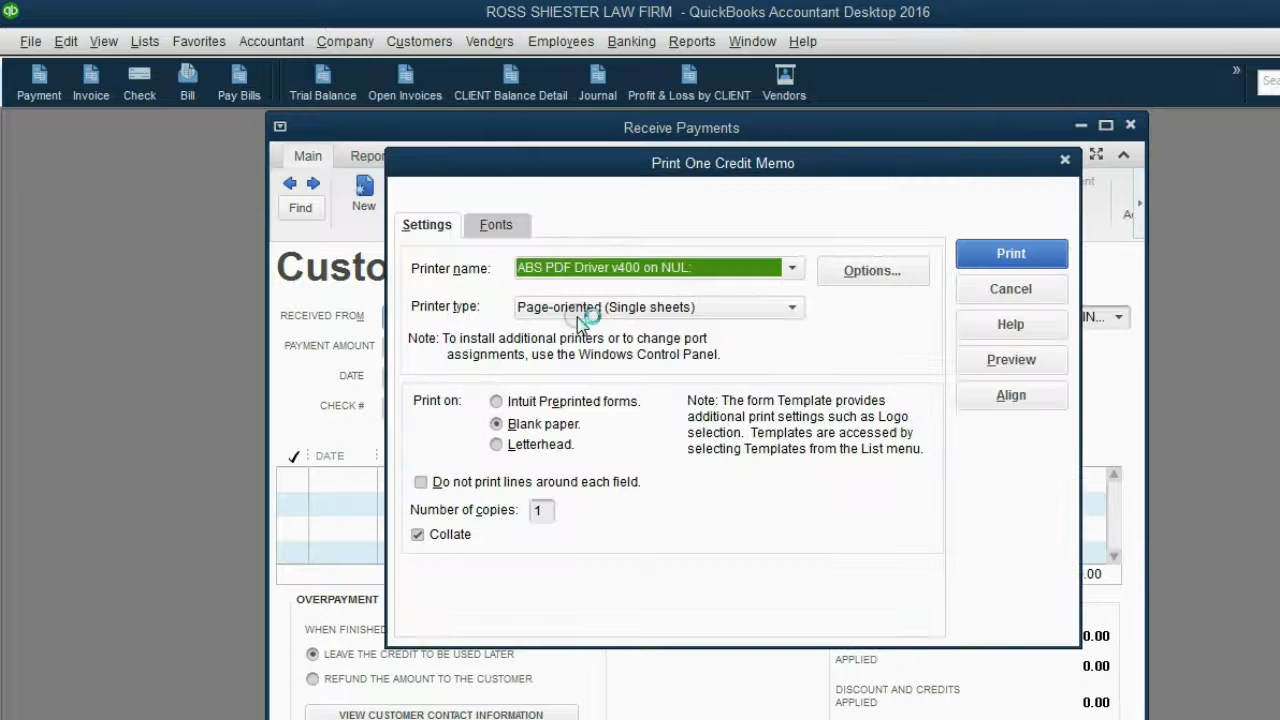 ROSS SHIESTER LAW FIRM - QuickBooks Accountant Desktop 2016
File Edit View Lists Favorites Accountant Company Customers Vendors Employees Banking Reports Window Help
Payment Invoice Check Bill Pay Bills Trial Balance Open Invoices CLIENT Balance Detail Journal Profit & Loss by CLIENT Vendors
» Sea
Receive Payments
Main Repor
Print One Credit Memo
Find New
Settings Fonts
Custo
Printer name: ABS PDF Driver v400 on NUL: Options... Print
Cancel
RECEIVED FROM
Printer type: Page-oriented (Single sheets)
IN...
Help
Note: To install additional printers or to change port
assignments, use the Windows Control Panel.
PAYMENT AMOUNT
Preview
DATE
Align
CHECK #
Print on: Intuit Preprinted forms.
Blank paper.
Letterhead.
Note: The form Template provides
additional print settings such as Logo
selection. Templates are accessed by
selecting Templates from the List menu.
DATE
Do not print lines around each field.
Number of copies: 1
Collate
.00
OVERPAYMENT
WHEN FINISHED
0.00
LEAVE THE CREDIT TO BE USED LATER
APPLIED 0.00
REFUND THE AMOUNT TO THE CUSTOMER
DISCOUNT AND CREDITS
APPLIED 0.00
VIEW CUSTOMER CONTACT INFORMATION